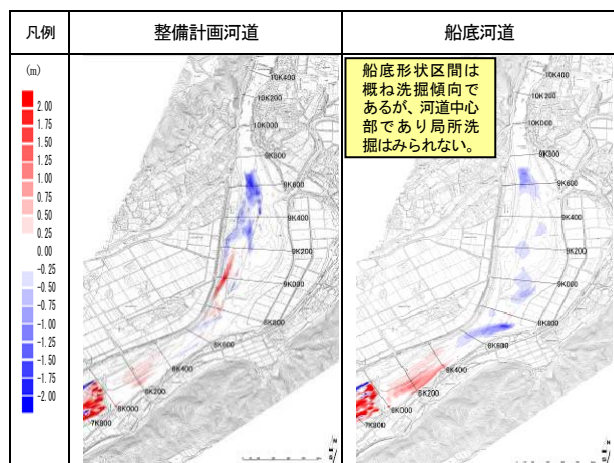 凡例
整備計画河道
船底河道
(m)
2.00
1.75
1.50
1.25
1.00
0.75
0.50
0.25
0.00
-0.25
-0.50
-0.75
-1.00
-1.25
-1.50
-1.75
-2.00
10K400
10K200
10K000
9K800
9K600
9K400
9K200
9K000
8K800
8K600
8K400
8K200
8K000
7K800
船底形状区間は
概ね洗掘傾向で
あるが、河道中心
部であり局所洗
掘はみられない。
10K400
10K200
10K000
9K800
9K600
9K400
9K200
9K000
8K800
8K600
8K400
8K200
8K000
7K800